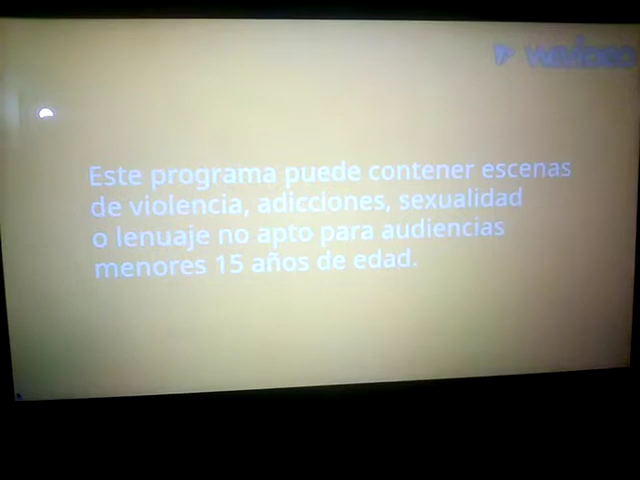 Este programa puede contener escenas
de violencia, adicciones, sexualidad
o lenuaje no apto para audiencias
menores 15 años de edad.